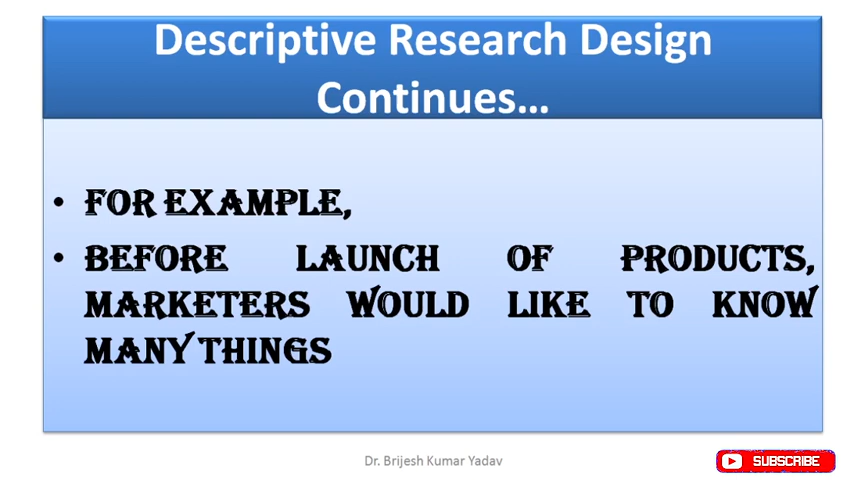 Descriptive Research Design
Continues...
• FOR EXAMPLE,
• BEFORE LAUNCH OF PRODUCTS,
MARKETERS WOULD LIKE TO KNOW
MANY THINGS
Dr. Brijesh Kumar Yadav
SUBSCRIBE